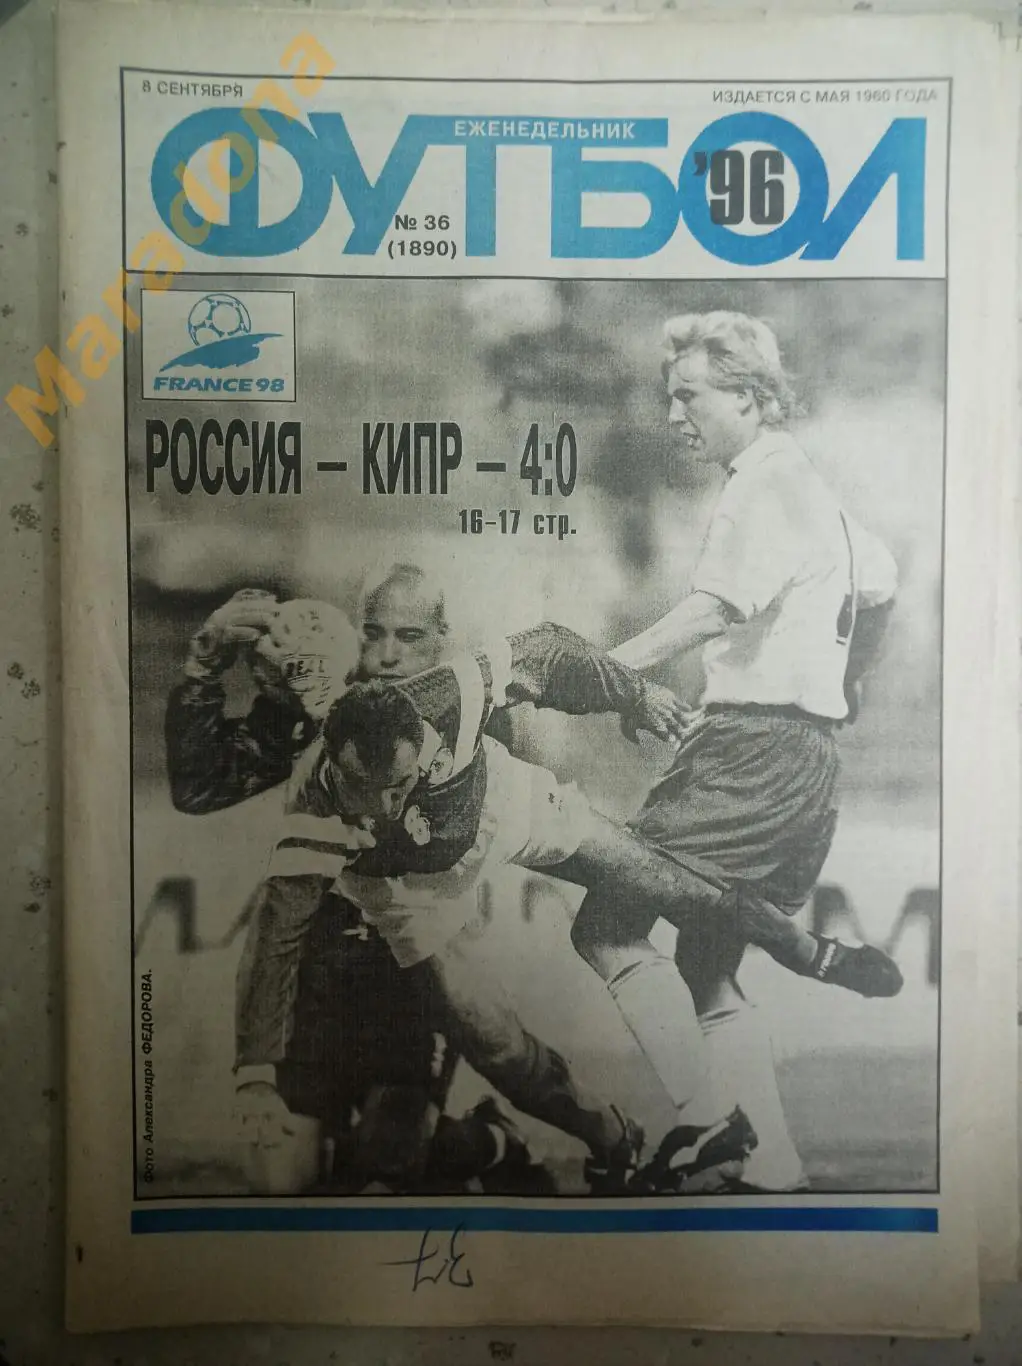 8 СЕНТЯБРЯ
ИЗДАЕТСЯ С МАЯ 1960 ГОДА
ЕЖЕНЕДЕЛЬНИК
ФУТБОЛ
'96
№ 36
(1890)
FRANCE 98
РОССИЯ – КИПР – 4:0
16–17 стр.
Фото Александра ФЕДОРОВА.
37
Maradona